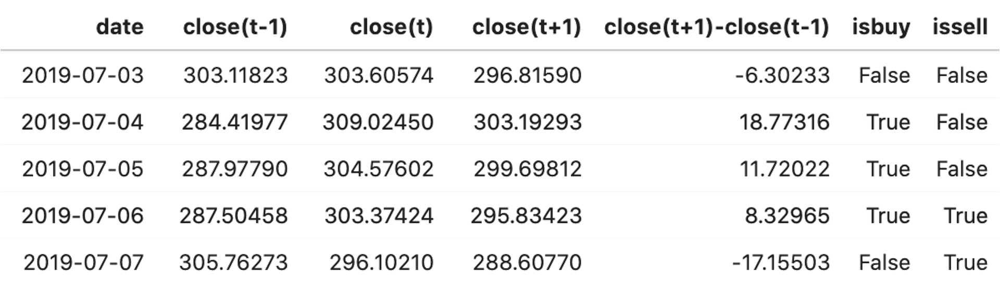 date close(t-1) close(t) close(t+1) close(t+1)-close(t-1) isbuy issell
2019-07-03 303.11823 303.60574 296.81590 -6.30233 False False
2019-07-04 284.41977 309.02450 303.19293 18.77316 True False
2019-07-05 287.97790 304.57602 299.69812 11.72022 True False
2019-07-06 287.50458 303.37424 295.83423 8.32965 True True
2019-07-07 305.76273 296.10210 288.60770 -17.15503 False True